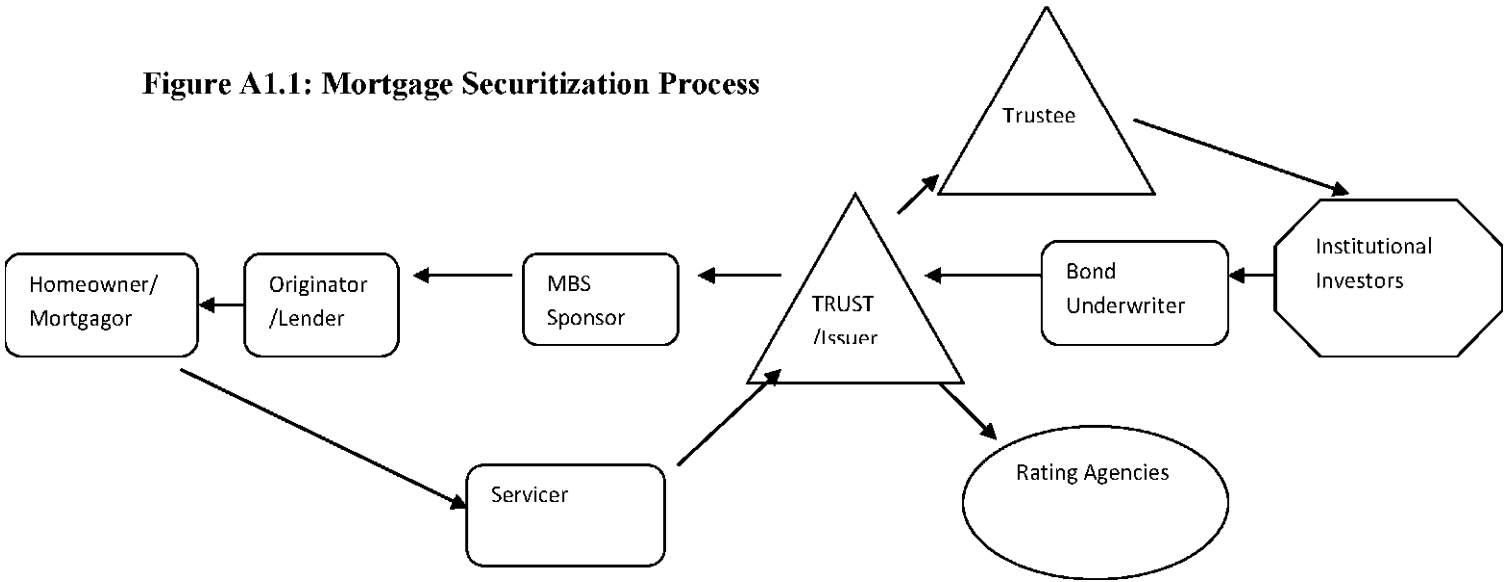 Figure A1.1: Mortgage Securitization Process
Trustee
Homeowner/
Mortgagor
Originator
/Lender
MBS
Sponsor
TRUST
/Issuer
Bond
Underwriter
Institutional
Investors
Servicer
Rating Agencies